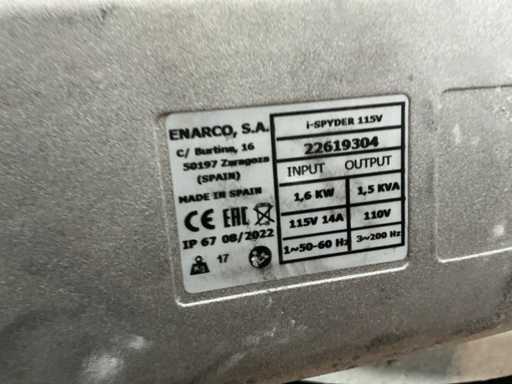 ENARCO, S.A.
C/ Burtina, 16
50197 Zaragoza
(SPAIN)
MADE IN SPAIN
CE EAC
IP 67 08/2022
KG 17
i-SPYDER 115V
22619304
INPUT OUTPUT
1,6 KW 1,5 KVA
115V 14A 110V
1~50-60 Hz 3~200 Hz